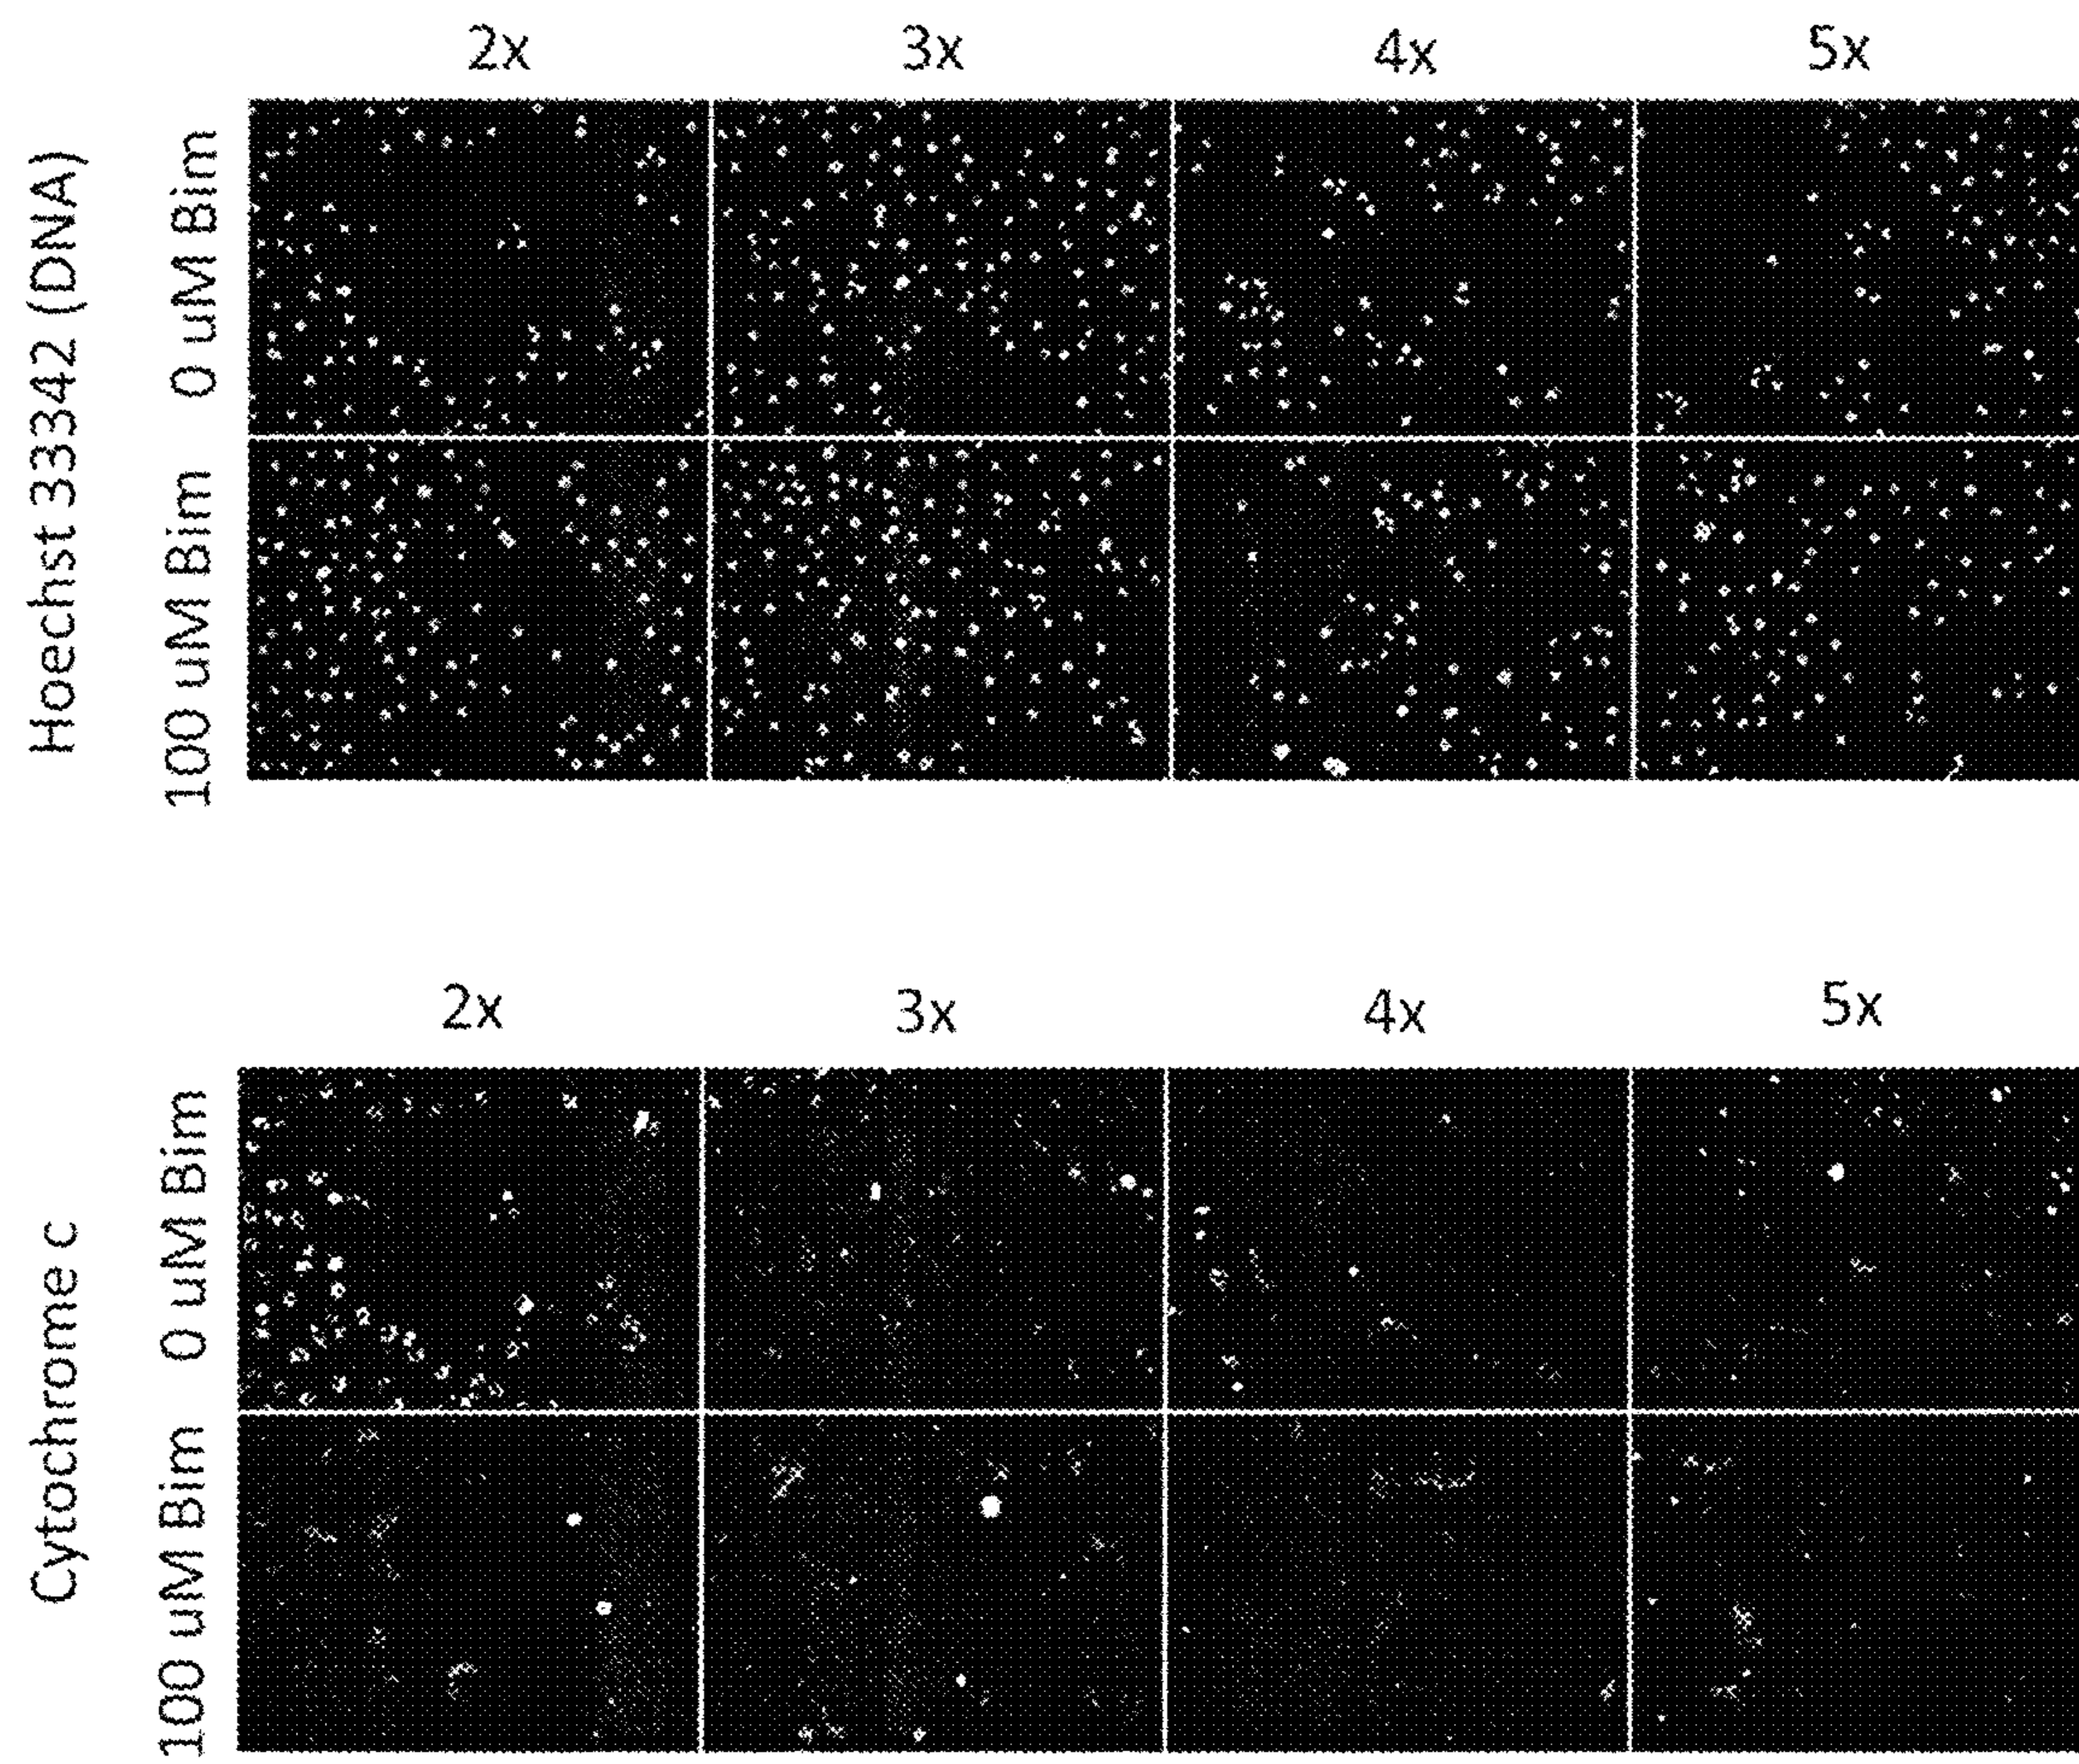 2x 3x 4x 5x
Hoechst 33342 (DNA)
0 uM Bim
100 uM Bim
2x 3x 4x 5x
Cytochrome c
0 uM Bim
100 uM Bim